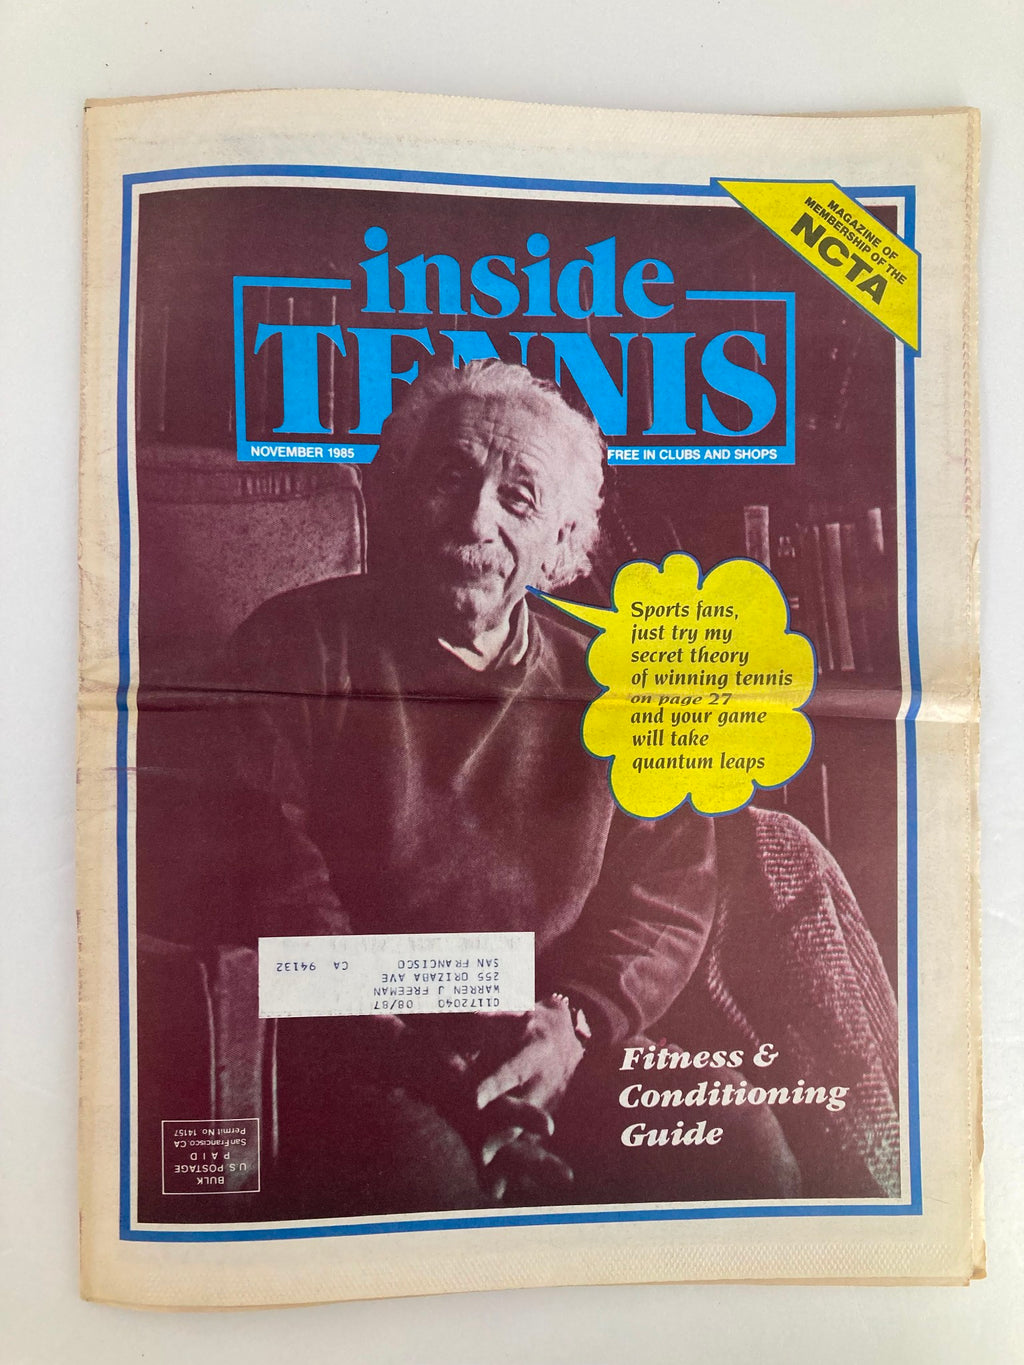 MAGAZINE OF
MEMBERSHIP OF THE
NCTA
inside
TENNIS
NOVEMBER 1985
FREE IN CLUBS AND SHOPS
Sports fans,
just try my
secret theory
of winning tennis
on page 27
and your game
will take
quantum leaps
C1172040 08/87
WARREN J FREEMAN
255 ORIZABA AVE
SAN FRANCISCO CA 94132
Fitness &
Conditioning
Guide
BULK
U.S. POSTAGE
PAID
San Francisco, CA
Permit No. 14157